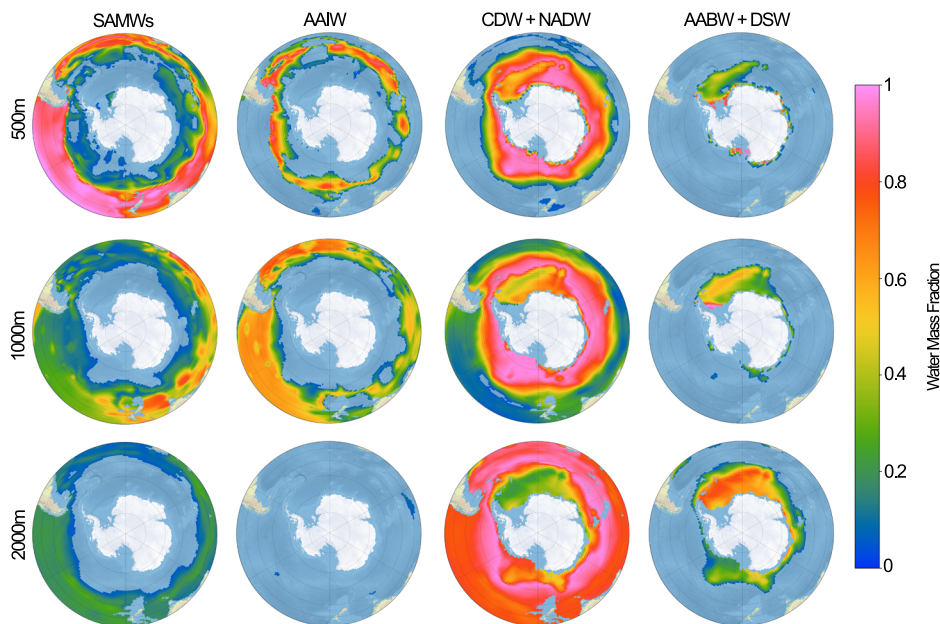 SAMWs AAIW CDW + NADW AABW + DSW
500m
1000m
2000m
1
0.8
0.6
0.4
0.2
0
Water Mass Fraction